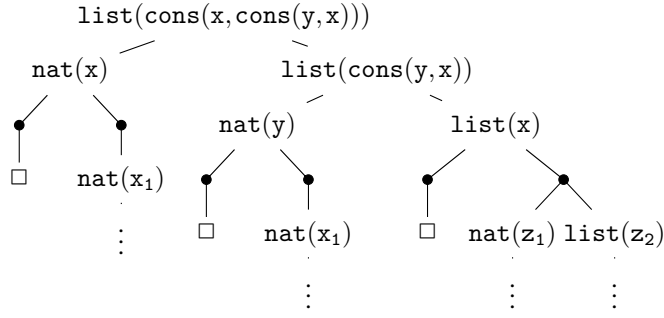 list(cons(x,cons(y,x)))
nat(x) list(cons(y,x))
nat(y) list(x)
□ nat(x₁)
□ nat(x₁) □ nat(z₁) list(z₂)